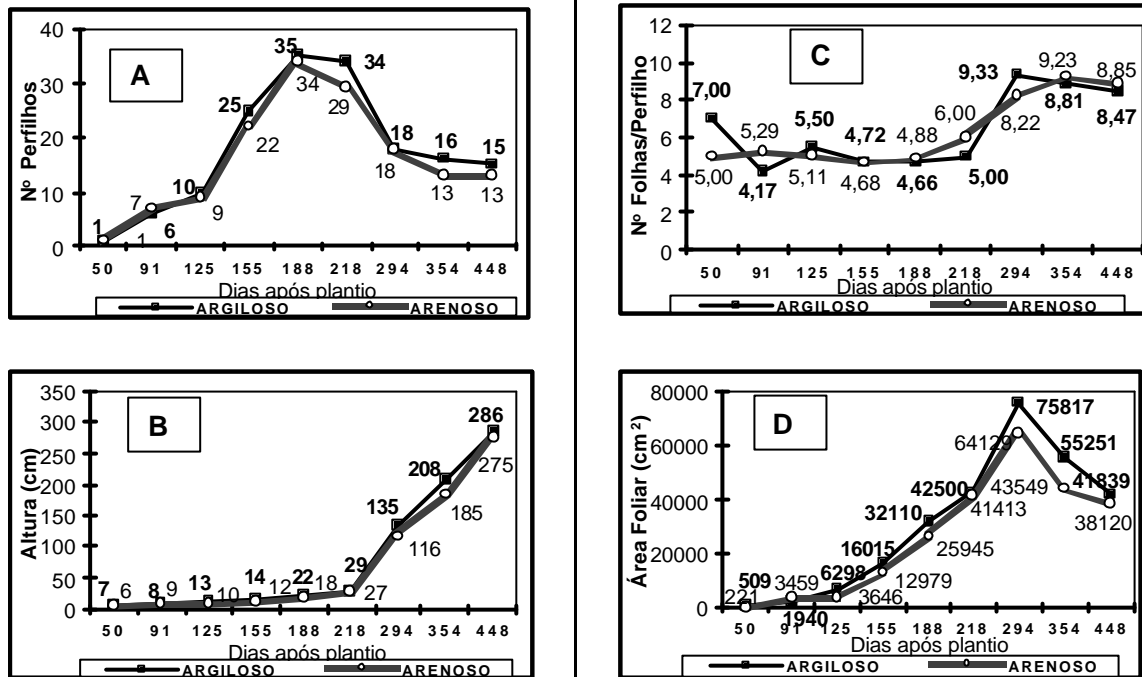 A
Nº Perfilhos
40
30
20
10
0
1 7 1 6 10 9 25 22 35 34 34 29 18 18 16 13 15 13
50 91 125 155 188 218 294 354 448
Dias após plantio
ARGILOSO ARENOSO
C
Nº Folhas/Perfilho
12
10
8
6
4
2
0
7,00 5,00 5,29 4,17 5,50 5,11 4,72 4,68 4,88 4,66 6,00 5,00 9,33 8,22 9,23 8,81 8,85 8,47
50 91 125 155 188 218 294 354 448
Dias após plantio
ARGILOSO ARENOSO
B
Altura (cm)
350
300
250
200
150
100
50
0
7 6 8 9 13 10 14 12 22 18 29 27 135 116 208 185 286 275
50 91 125 155 188 218 294 354 448
Dias após plantio
ARGILOSO ARENOSO
D
Área Foliar (cm²)
80000
60000
40000
20000
0
221 509 3459 1940 6298 3646 16015 12979 32110 25945 42500 41413 64129 75817 43549 55251 41839 38120
50 91 125 155 188 218 294 354 448
Dias após plantio
ARGILOSO ARENOSO